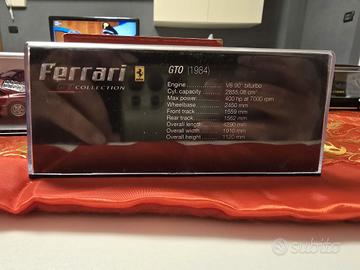 Ferrari
GT COLLECTION
GTO (1984)
Engine V8 90° biturbo
Cyl. capacity 2855.08 cm³
Max power 400 hp at 7000 rpm
Wheelbase 2450 mm
Front track 1559 mm
Rear track 1562 mm
Overall length 4290 mm
Overall width 1910 mm
Overall height 1120 mm
subito